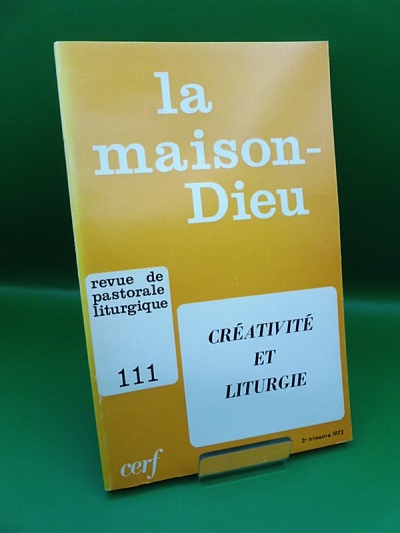 la
maison-
Dieu
revue de
pastorale
liturgique
111
CRÉATIVITÉ
ET
LITURGIE
3e trimestre 1972
cerf